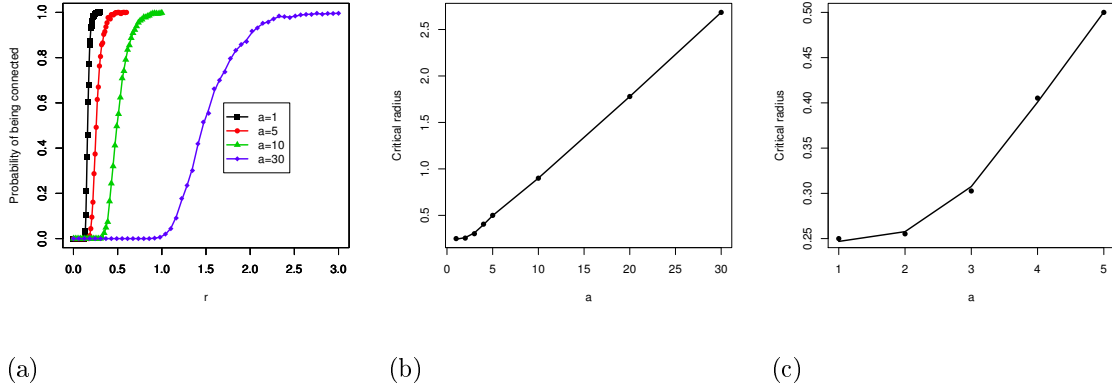 Probability of being connected
0.0 0.2 0.4 0.6 0.8 1.0
a=1
a=5
a=10
a=30
0.0 0.5 1.0 1.5 2.0 2.5 3.0
r
(a)
Critical radius
0.5 1.0 1.5 2.0 2.5
0 5 10 15 20 25 30
a
(b)
Critical radius
0.25 0.30 0.35 0.40 0.45 0.50
1 2 3 4 5
a
(c)